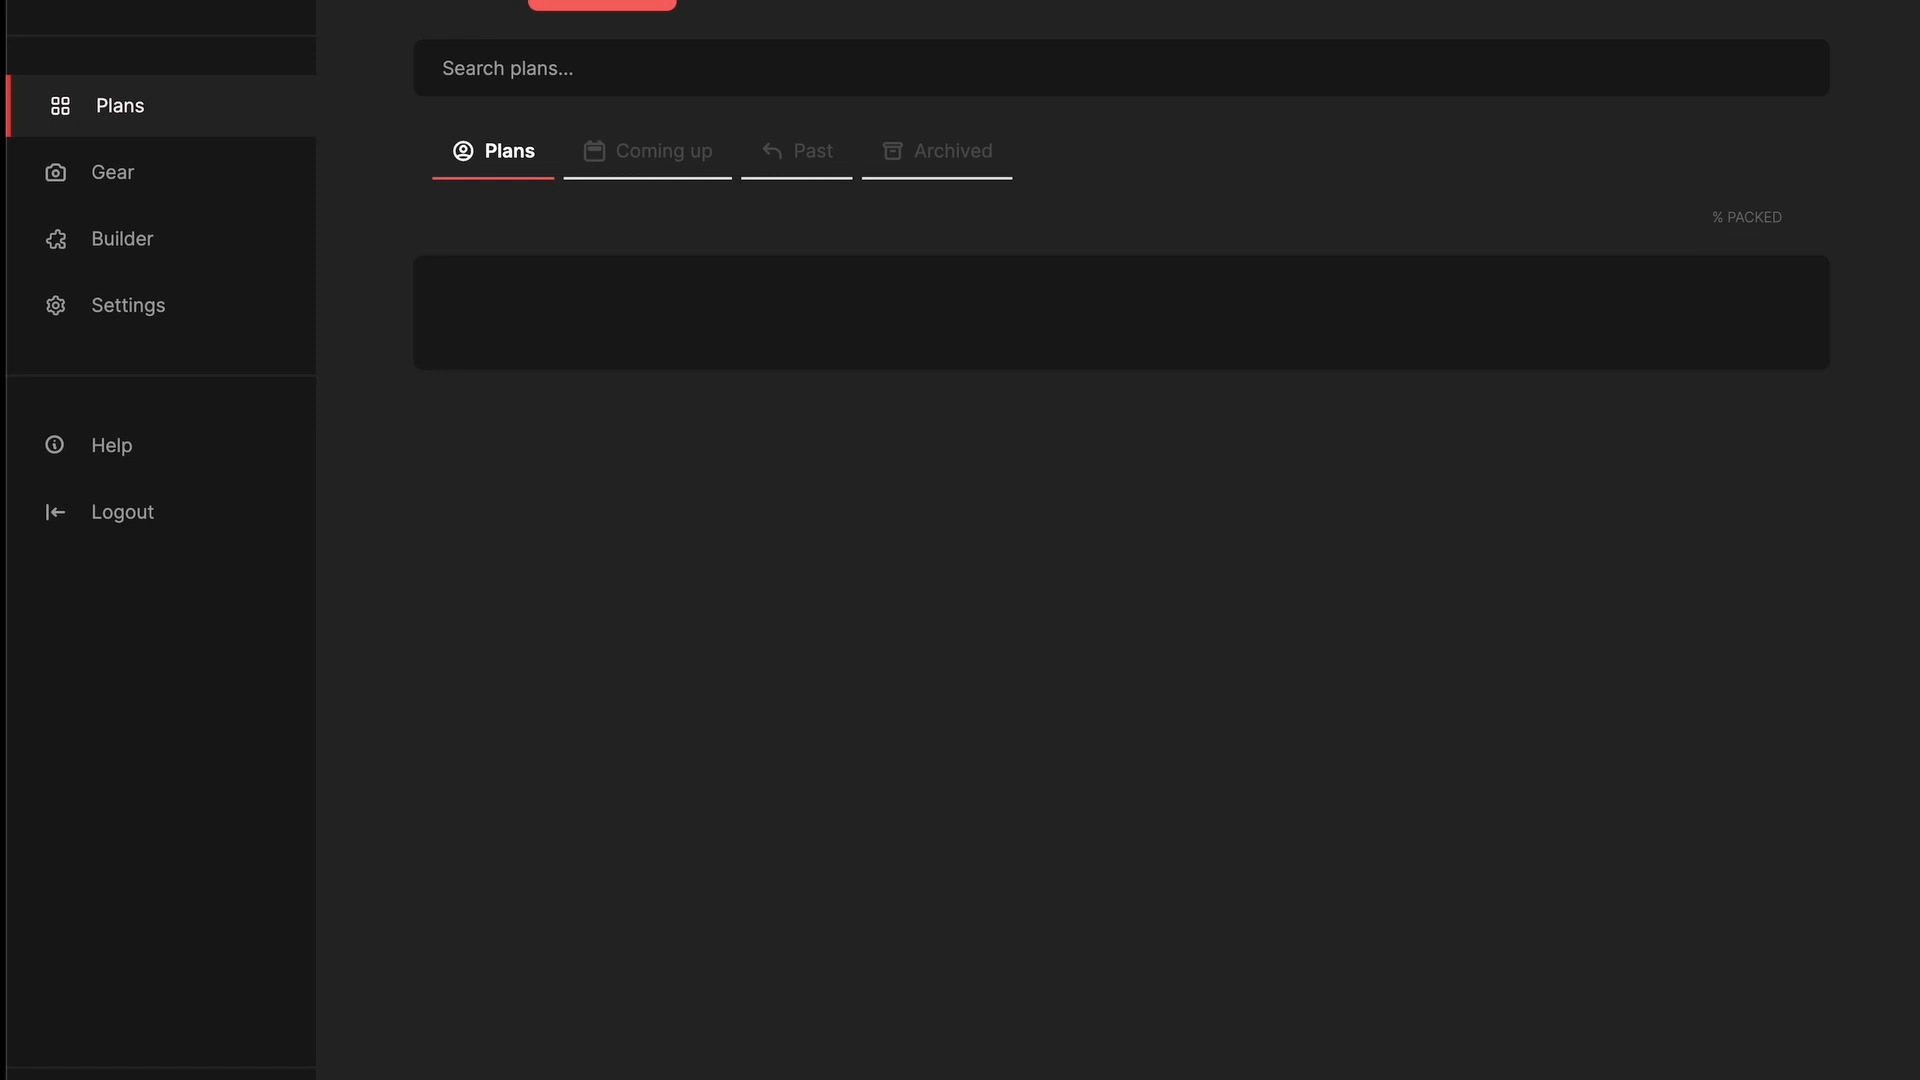 Plans
Gear
Builder
Settings
Help
Logout
Search plans...
Plans
Coming up
Past
Archived
% PACKED